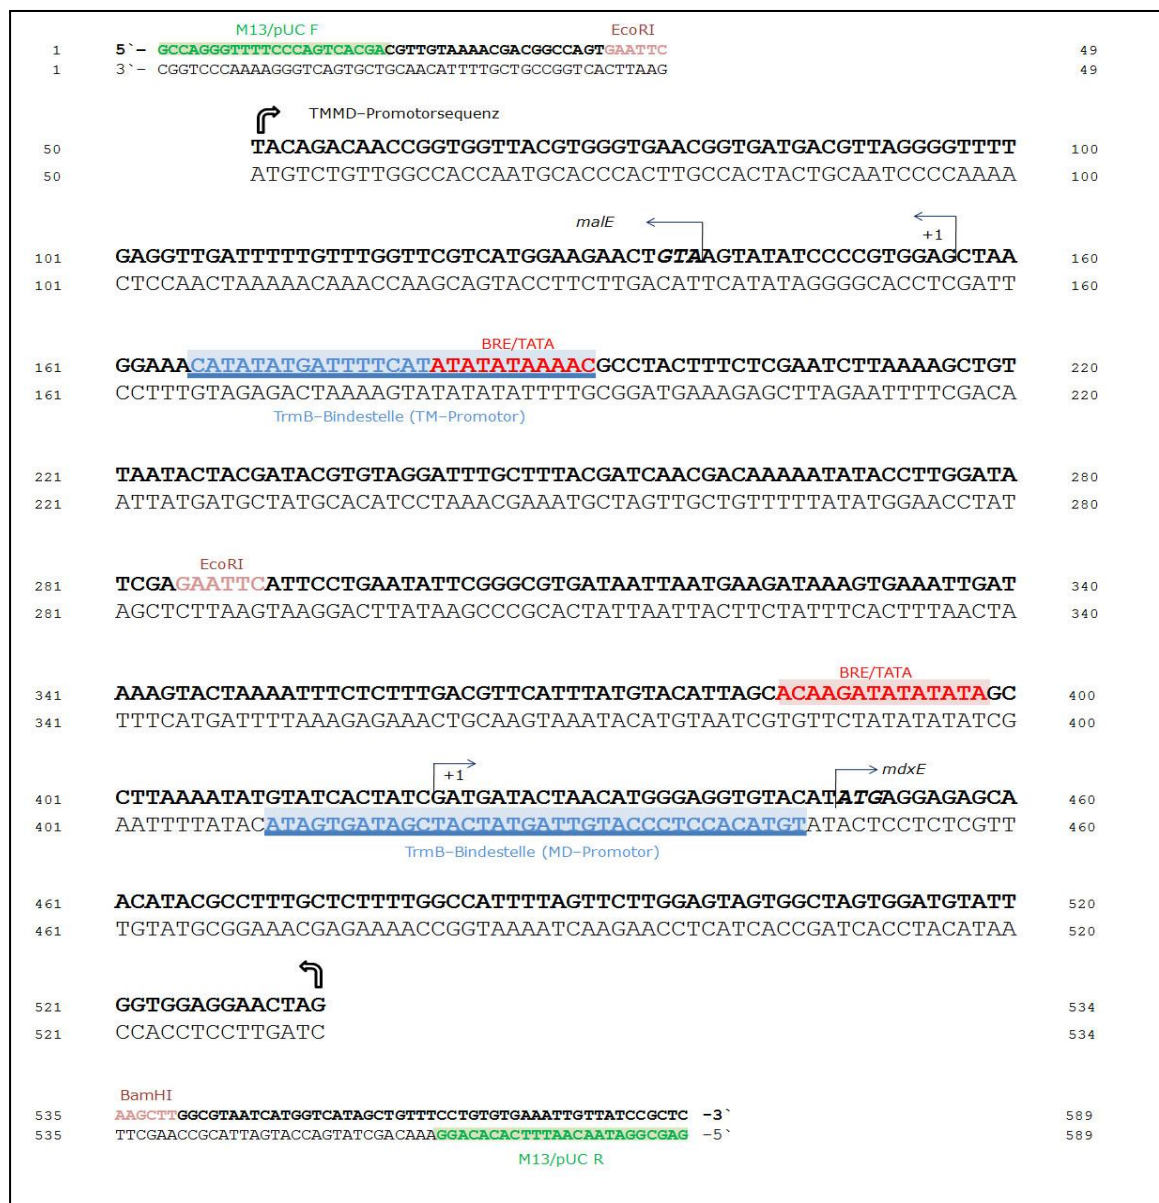 M13/pUC F EcoRI
1 5`– GCCAGGGTTTTCCCAGTCACGACGTTGTAAAACGACGGCCAGTGAATTC 49
1 3`– CGGTCCCAAAAGGGTCAGTGCTGCAACATTTTGCTGCCGGTCACTTAAG 49
TMMD–Promotorsequenz
50 TACAGACAACCGGTGGTTACGTGGGTGAACGGTGATGACGTTAGGGGTTTT 100
50 ATGTCTGTTGGCCACCAATGCACCCACTTGCCACTACTGCAATCCCCAAAA 100
malE +1
101 GAGGTTGATTTTTGTTTGGTTCGTCATGGAAGAACTGTAAGTATATCCCCGTGGAGCTAA 160
101 CTCCAACTAAAAACAAACCAAGCAGTACCTTCTTGACATTCATATAGGGGCACCTCGATT 160
BRE/TATA
161 GGAAACATATATGATTTTCATATATATAAAACGCCTACTTTCTCGAATCTTAAAAGCTGT 220
161 CCTTTGTAGAGACTAAAAGTATATATATTTTGCGGATGAAAGAGCTTAGAATTTTCGACA 220
TrmB–Bindestelle (TM–Promotor)
221 TAATACTACGATACGTGTAGGATTTGCTTTACGATCAACGACAAAAATATACCTTGGATA 280
221 ATTATGATGCTATGCACATCCTAAACGAAATGCTAGTTGCTGTTTTTATATGGAACCTAT 280
EcoRI
281 TCGAGAATTCATTCCTGAATATTCGGGCGTGATAATTAATGAAGATAAAGTGAAATTGAT 340
281 AGCTCTTAAGTAAGGACTTATAAGCCCGCACTATTAATTACTTCTATTTCACTTTAACTA 340
BRE/TATA
341 AAAGTACTAAAATTTCTCTTTGACGTTCATTTATGTACATTAGCACAAGATATATATAGC 400
341 TTTCATGATTTTAAAGAGAAACTGCAAGTAAATACATGTAATCGTGTTCTATATATATCG 400
+1 mdxE
401 CTTAAAATATGTATCACTATCGATGATACTAACATGGGAGGTGTACATATGAGGAGAGCA 460
401 AATTTTATACATAGTGATAGCTACTATGATTGTACCCTCCACATGTATACTCCTCTCGTT 460
TrmB–Bindestelle (MD–Promotor)
461 ACATACGCCTTTGCTCTTTTGGCCATTTTAGTTCTTGGAGTAGTGGCTAGTGGATGTATT 520
461 TGTATGCGGAAACGAGAAAACCGGTAAAATCAAGAACCTCATCACCGATCACCTACATAA 520
521 GGTGGAGGAACTAG 534
521 CCACCTCCTTGATC 534
BamHI
535 AAGCTTGGCGTAATCATGGTCATAGCTGTTTCCTGTGTGAAATTGTTATCCGCTC –3` 589
535 TTCGAACCGCATTAGTACCAGTATCGACAAAGGACACACTTTAACAATAGGCGAG –5` 589
M13/pUC R